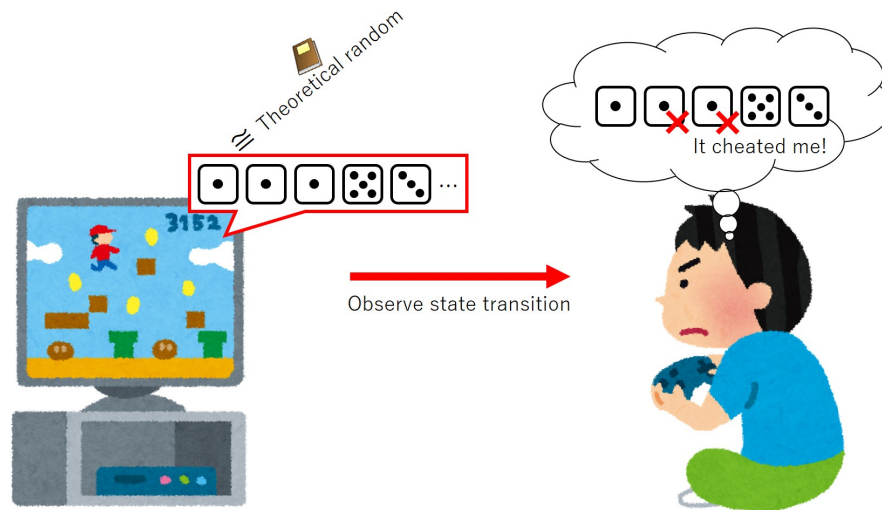 ≅ Theoretical random
...
It cheated me!
3152
Observe state transition